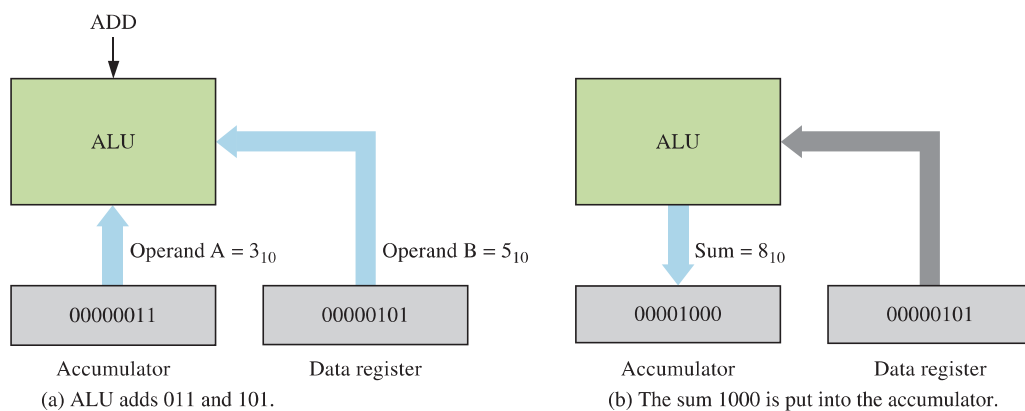 ADD
ALU
Operand A = 3₁₀
Operand B = 5₁₀
00000011
00000101
Accumulator
Data register
(a) ALU adds 011 and 101.
ALU
Sum = 8₁₀
00001000
00000101
Accumulator
Data register
(b) The sum 1000 is put into the accumulator.